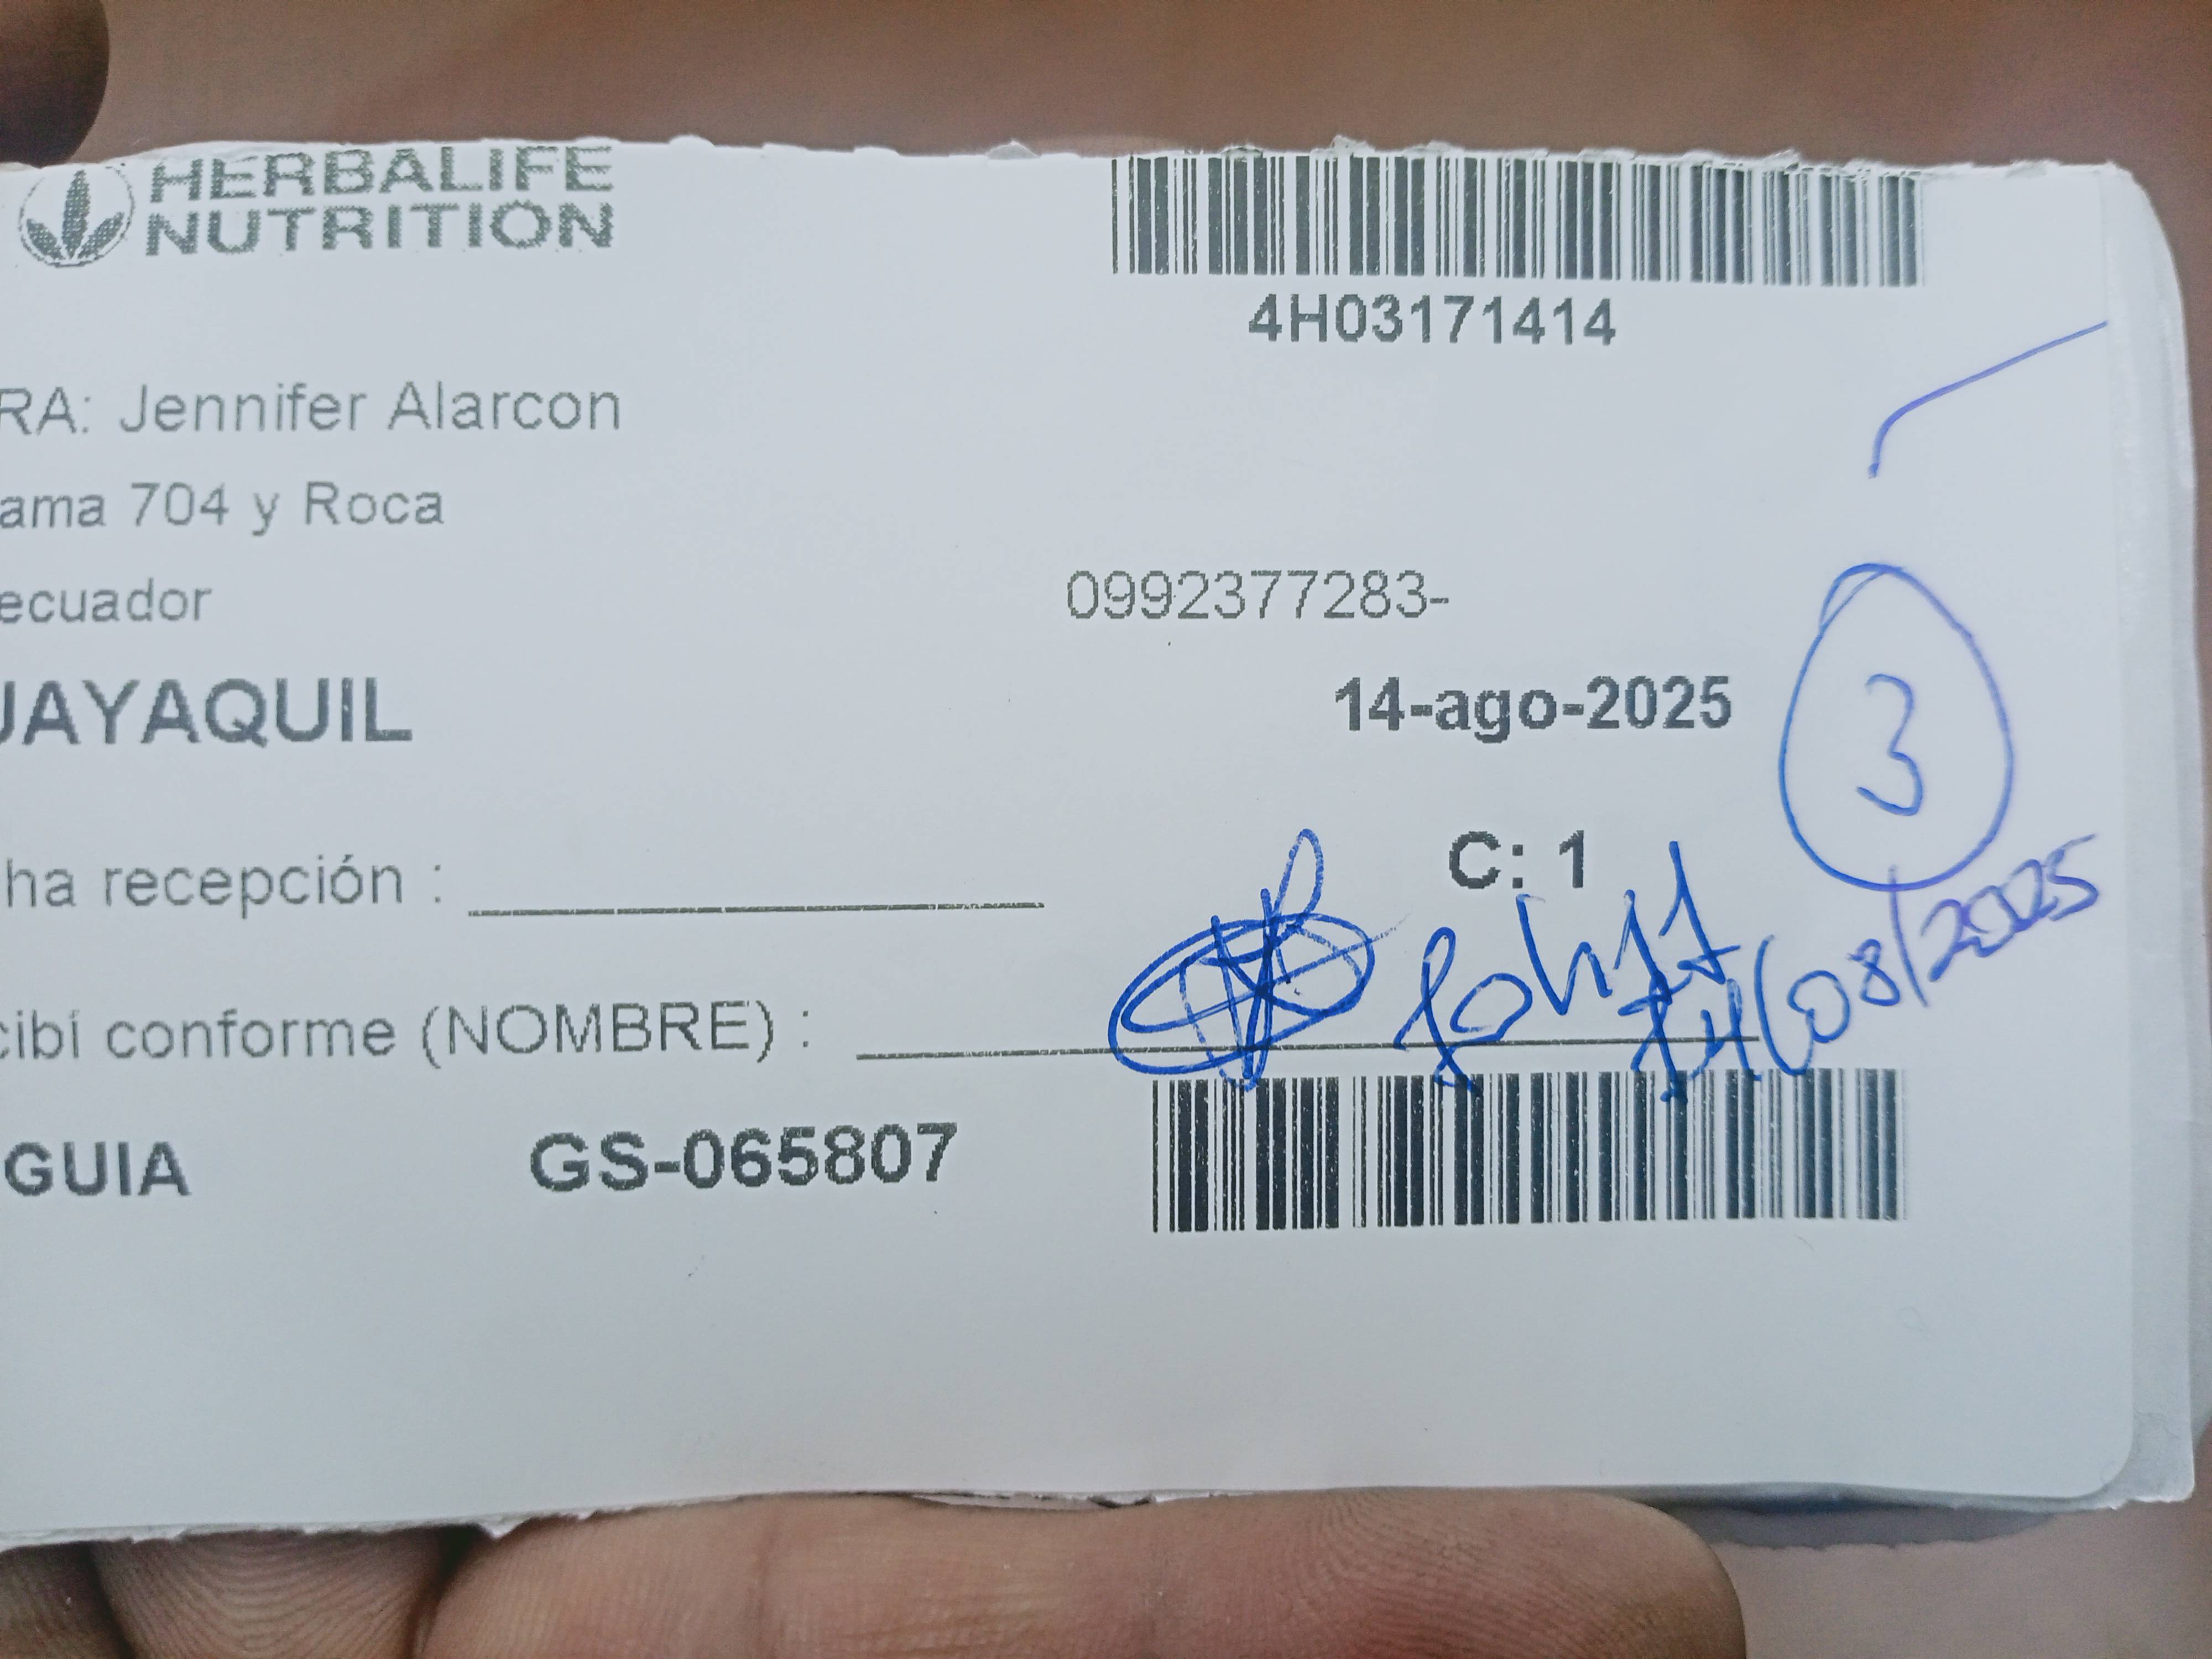 HERBALIFE
NUTRITION
4H03171414
RA: Jennifer Alarcon
ama 704 y Roca
ecuador
0992377283-
UAYAQUIL
14-ago-2025
3
C: 1
ha recepción :
14/08/2025
cibí conforme (NOMBRE) :
GUIA
GS-065807